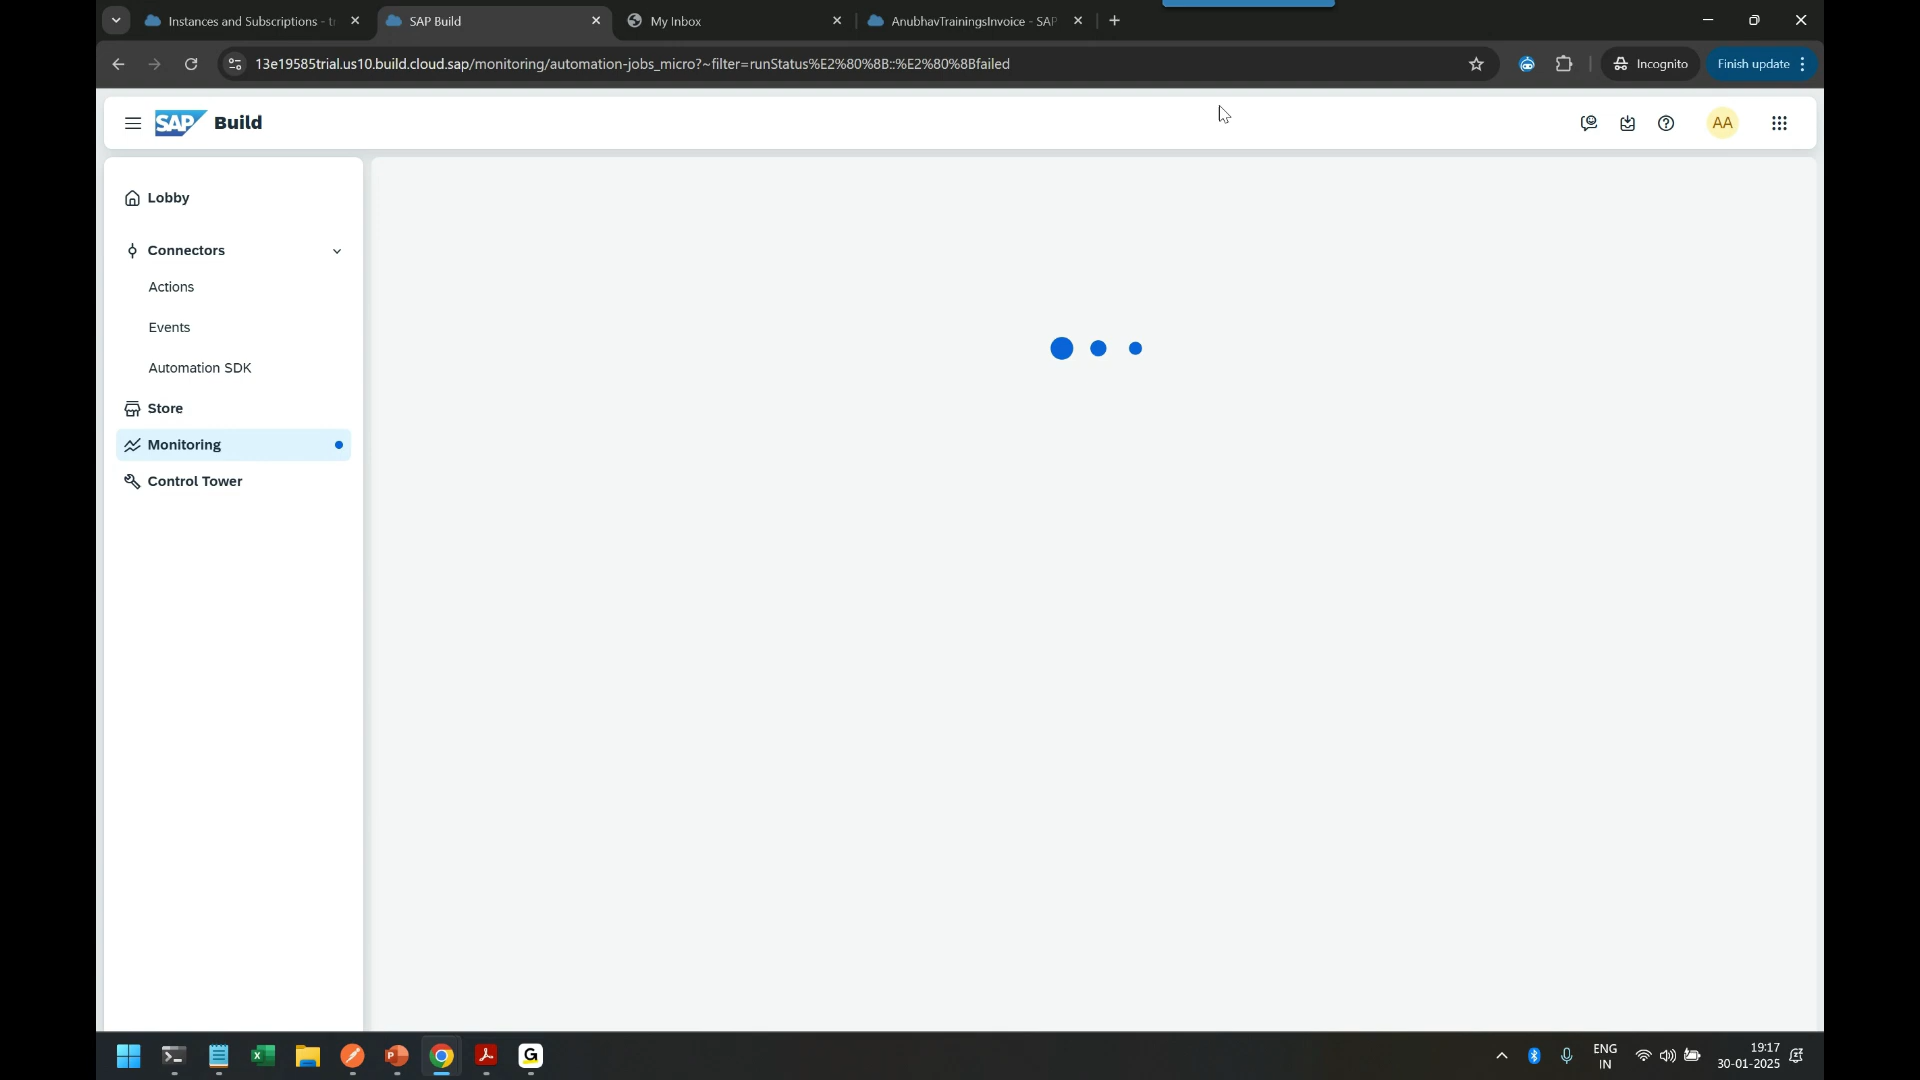 Instances and Subscriptions - tr
SAP Build
My Inbox
AnubhavTrainingsInvoice - SAP
13e19585trial.us10.build.cloud.sap/monitoring/automation-jobs_micro?~filter=runStatus%E2%80%8B::%E2%80%8Bfailed
Incognito
Finish update
SAP Build
AA
Lobby
Connectors
Actions
Events
Automation SDK
Store
Monitoring
Control Tower
ENG
IN
19:17
30-01-2025